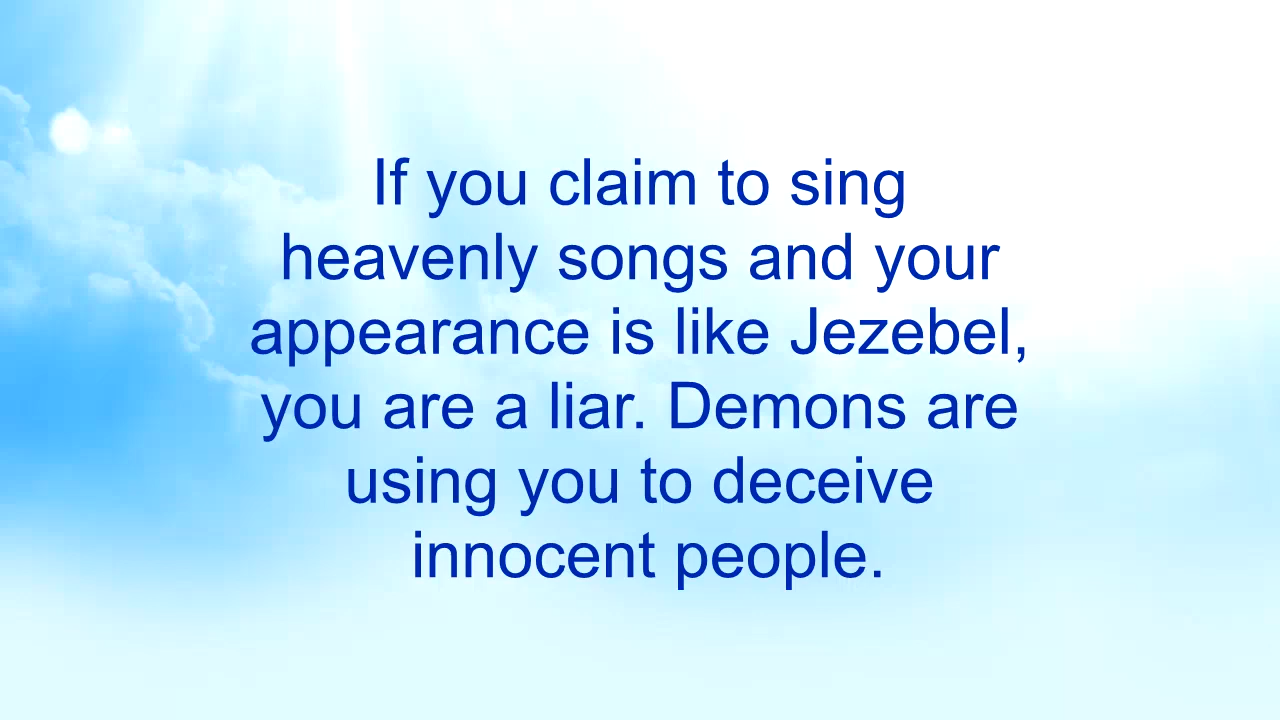 If you claim to sing
heavenly songs and your
appearance is like Jezebel,
you are a liar. Demons are
using you to deceive
innocent people.